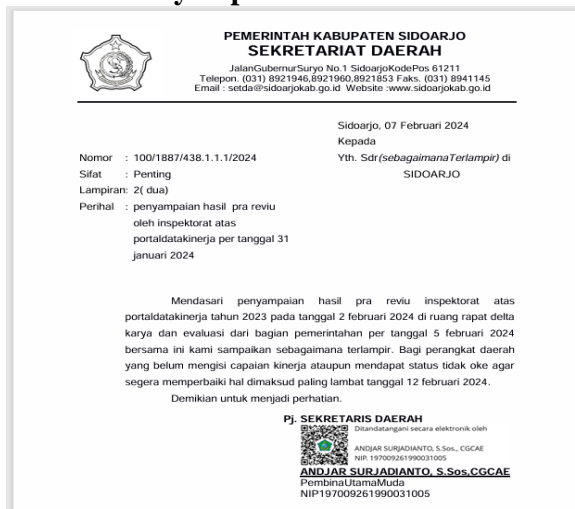 PEMERINTAH KABUPATEN SIDOARJO
SEKRETARIAT DAERAH
JalanGubernurSuryo No.1 SidoarjoKodePos 61211
Telepon. (031) 8921946,8921960,8921853 Faks. (031) 8941145
Email : setda@sidoarjokab.go.id Website :www.sidoarjokab.go.id
Sidoarjo, 07 Februari 2024
Kepada
Nomor : 100/1887/438.1.1.1/2024 Yth. Sdr(sebagaimanaTerlampir) di
Sifat : Penting SIDOARJO
Lampiran: 2( dua)
Perihal : penyampaian hasil pra reviu
oleh inspektorat atas
portaldatakinerja per tanggal 31
januari 2024
Mendasari penyampaian hasil pra reviu inspektorat atas
portaldatakinerja tahun 2023 pada tanggal 2 februari 2024 di ruang rapat delta
karya dan evaluasi dari bagian pemerintahan per tanggal 5 februari 2024
bersama ini kami sampaikan sebagaimana terlampir. Bagi perangkat daerah
yang belum mengisi capaian kinerja ataupun mendapat status tidak oke agar
segera memperbaiki hal dimaksud paling lambat tanggal 12 februari 2024.
Demikian untuk menjadi perhatian.
Pj. SEKRETARIS DAERAH
Ditandatangani secara elektronik oleh
ANDJAR SURJADIANTO, S.Sos., CGCAE
NIP. 197009261990031005
ANDJAR SURJADIANTO, S.Sos,CGCAE
PembinaUtamaMuda
NIP197009261990031005